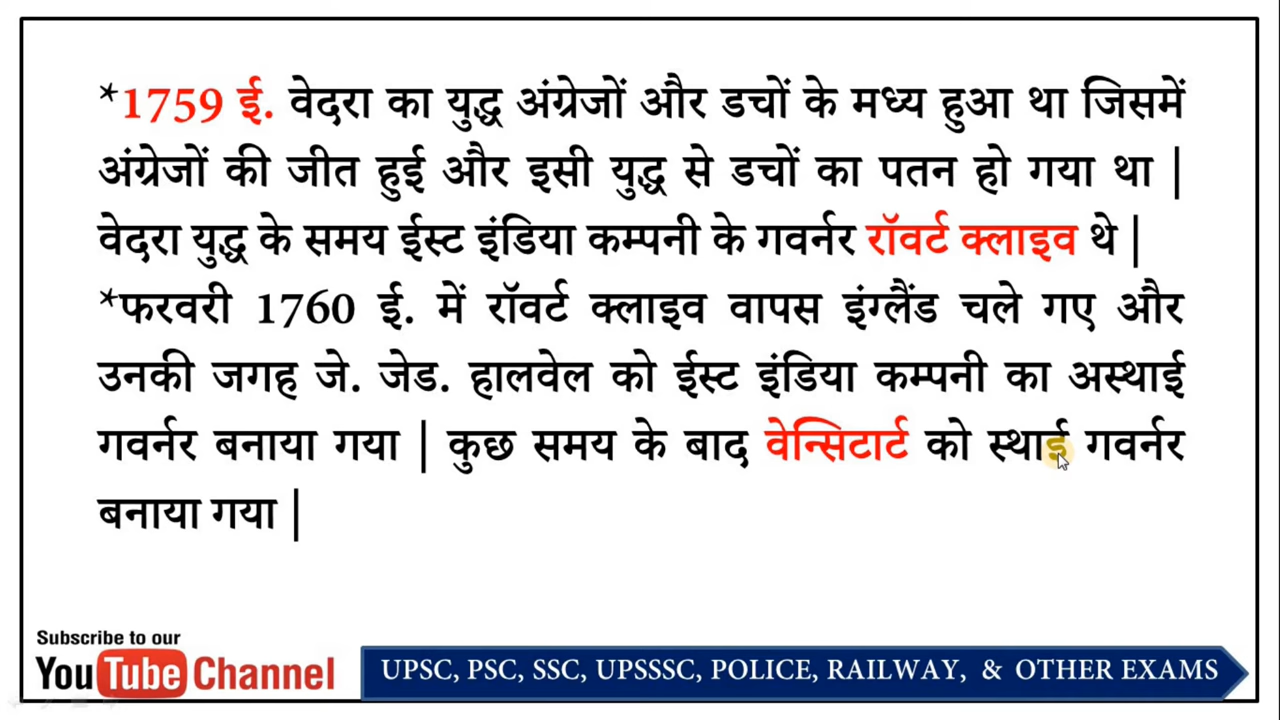 *1759 ई. वेदरा का युद्ध अंग्रेजों और डचों के मध्य हुआ था जिसमें
अंग्रेजों की जीत हुई और इसी युद्ध से डचों का पतन हो गया था |
वेदरा युद्ध के समय ईस्ट इंडिया कम्पनी के गवर्नर रॉवर्ट क्लाइव थे |
*फरवरी 1760 ई. में रॉवर्ट क्लाइव वापस इंग्लैंड चले गए और
उनकी जगह जे. जेड. हालवेल को ईस्ट इंडिया कम्पनी का अस्थाई
गवर्नर बनाया गया | कुछ समय के बाद वेन्सिटार्ट को स्थाई गवर्नर
बनाया गया |
Subscribe to our
YouTube Channel
UPSC, PSC, SSC, UPSSSC, POLICE, RAILWAY, & OTHER EXAMS